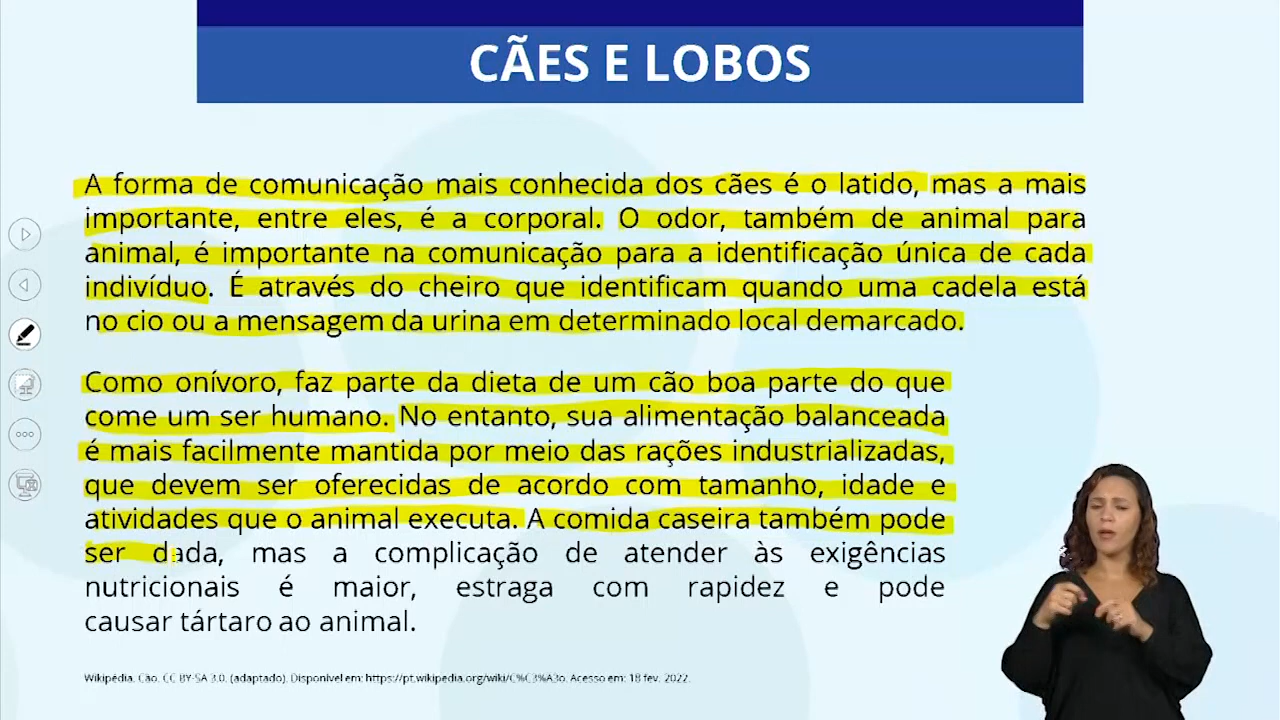 CÃES E LOBOS
A forma de comunicação mais conhecida dos cães é o latido, mas a mais
importante, entre eles, é a corporal. O odor, também de animal para
animal, é importante na comunicação para a identificação única de cada
indivíduo. É através do cheiro que identificam quando uma cadela está
no cio ou a mensagem da urina em determinado local demarcado.
Como onívoro, faz parte da dieta de um cão boa parte do que
come um ser humano. No entanto, sua alimentação balanceada
é mais facilmente mantida por meio das rações industrializadas,
que devem ser oferecidas de acordo com tamanho, idade e
atividades que o animal executa. A comida caseira também pode
ser dada, mas a complicação de atender às exigências
nutricionais é maior, estraga com rapidez e pode
causar tártaro ao animal.
Wikipédia. Cão. CC BY-SA 3.0. (adaptado). Disponível em: https://pt.wikipedia.org/wiki/C%C3%A3o. Acesso em: 18 fev. 2022.